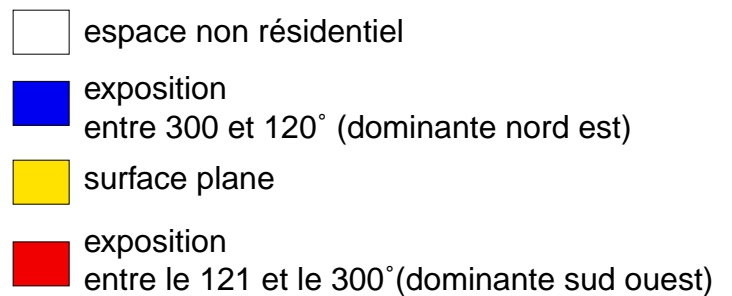 espace non résidentiel
exposition
entre 300 et 120˚ (dominante nord est)
surface plane
exposition
entre le 121 et le 300˚(dominante sud ouest)